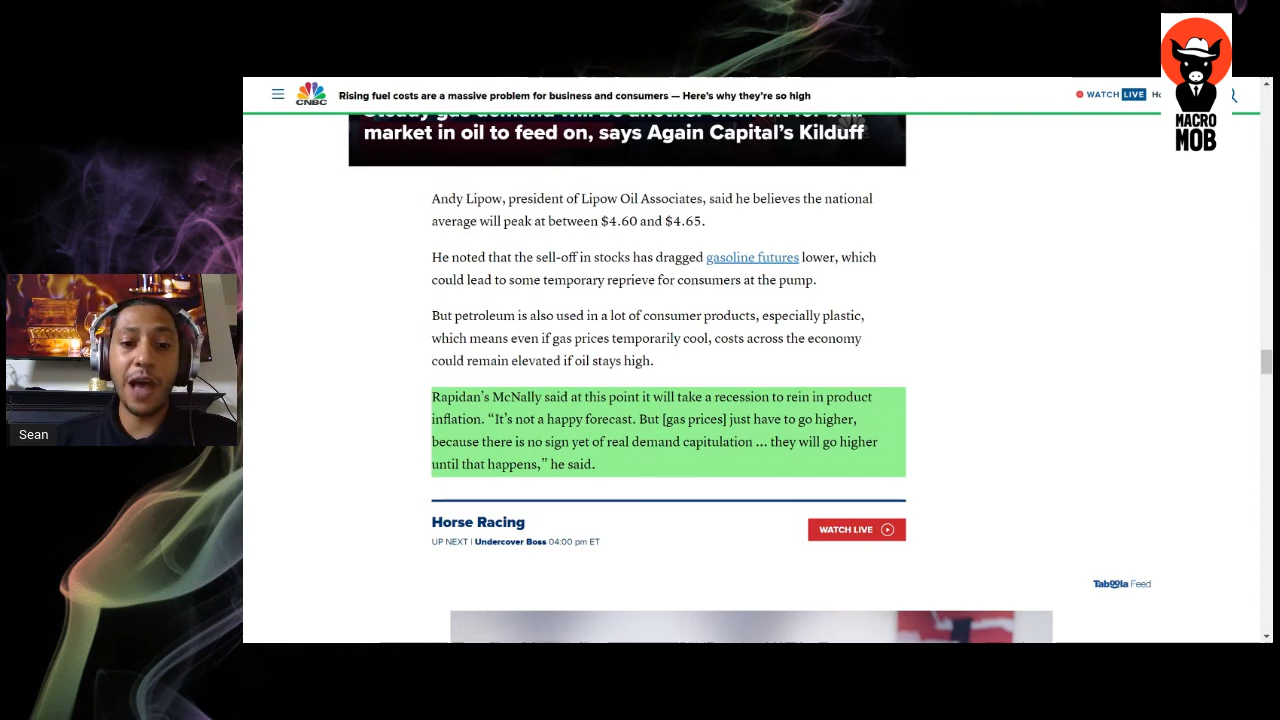 CNBC
Rising fuel costs are a massive problem for business and consumers — Here's why they're so high
WATCH LIVE
MACRO
MOB
market in oil to feed on, says Again Capital's Kilduff
Andy Lipow, president of Lipow Oil Associates, said he believes the national
average will peak at between $4.60 and $4.65.
He noted that the sell-off in stocks has dragged gasoline futures lower, which
could lead to some temporary reprieve for consumers at the pump.
But petroleum is also used in a lot of consumer products, especially plastic,
which means even if gas prices temporarily cool, costs across the economy
could remain elevated if oil stays high.
Rapidan's McNally said at this point it will take a recession to rein in product
inflation. “It's not a happy forecast. But [gas prices] just have to go higher,
because there is no sign yet of real demand capitulation ... they will go higher
until that happens,” he said.
Sean
Horse Racing
WATCH LIVE
UP NEXT | Undercover Boss 04:00 pm ET
Taboola Feed